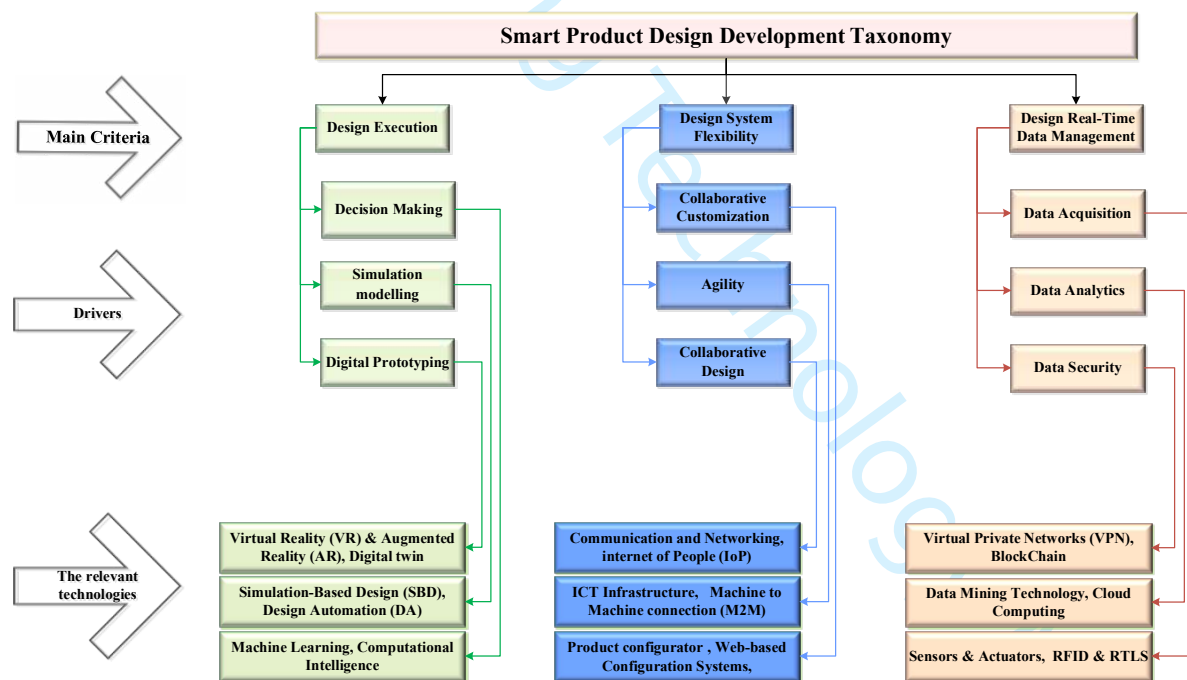 Smart Product Design Development Taxonomy
Main Criteria
Design Execution
Design System
Flexibility
Design Real-Time
Data Management
Decision Making
Collaborative
Customization
Data Acquisition
Drivers
Simulation
modelling
Agility
Data Analytics
Digital Prototyping
Collaborative
Design
Data Security
The relevant
technologies
Virtual Reality (VR) & Augmented
Reality (AR), Digital twin
Communication and Networking,
internet of People (IoP)
Virtual Private Networks (VPN),
BlockChain
Simulation-Based Design (SBD),
Design Automation (DA)
ICT Infrastructure,   Machine to
Machine connection (M2M)
Data Mining Technology, Cloud
Computing
Machine Learning, Computational
Intelligence
Product configurator , Web-based
Configuration Systems,
Sensors & Actuators,  RFID & RTLS
g Technolog